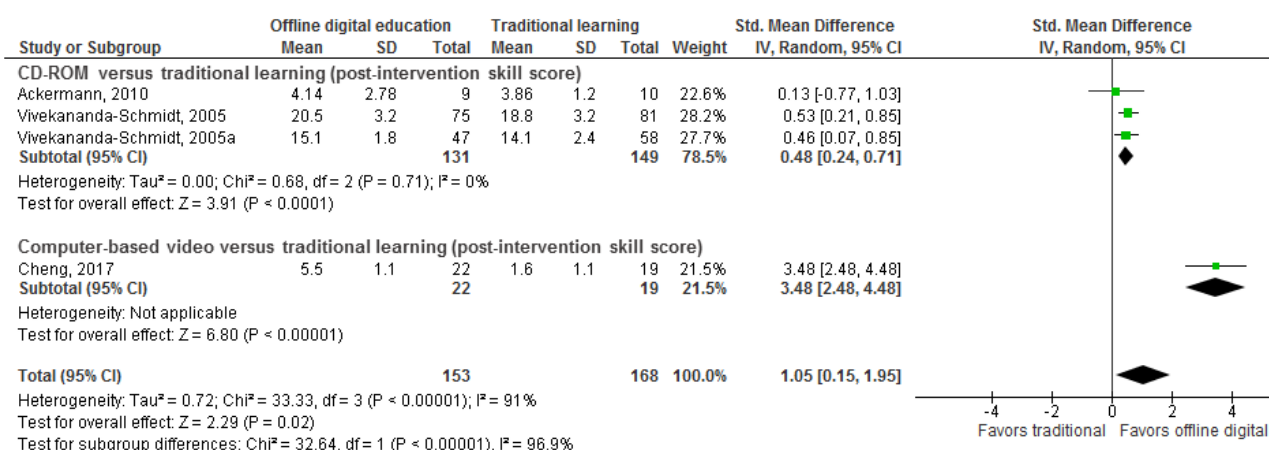 Offline digital education Traditional learning Std. Mean Difference Std. Mean Difference
Study or Subgroup Mean SD Total Mean SD Total Weight IV, Random, 95% CI IV, Random, 95% CI
CD-ROM versus traditional learning (post-intervention skill score)
Ackermann, 2010 4.14 2.78 9 3.86 1.2 10 22.6% 0.13 [-0.77, 1.03]
Vivekananda-Schmidt, 2005 20.5 3.2 75 18.8 3.2 81 28.2% 0.53 [0.21, 0.85]
Vivekananda-Schmidt, 2005a 15.1 1.8 47 14.1 2.4 58 27.7% 0.46 [0.07, 0.85]
Subtotal (95% CI) 131 149 78.5% 0.48 [0.24, 0.71]
Heterogeneity: Tau² = 0.00; Chi² = 0.68, df = 2 (P = 0.71); I² = 0%
Test for overall effect: Z = 3.91 (P < 0.0001)
Computer-based video versus traditional learning (post-intervention skill score)
Cheng, 2017 5.5 1.1 22 1.6 1.1 19 21.5% 3.48 [2.48, 4.48]
Subtotal (95% CI) 22 19 21.5% 3.48 [2.48, 4.48]
Heterogeneity: Not applicable
Test for overall effect: Z = 6.80 (P < 0.00001)
Total (95% CI) 153 168 100.0% 1.05 [0.15, 1.95]
Heterogeneity: Tau² = 0.72; Chi² = 33.33, df = 3 (P < 0.00001); I² = 91%
Test for overall effect: Z = 2.29 (P = 0.02)
Test for subgroup differences: Chi² = 32.64, df = 1 (P < 0.00001), I² = 96.9%
-4 -2 0 2 4
Favors traditional Favors offline digital